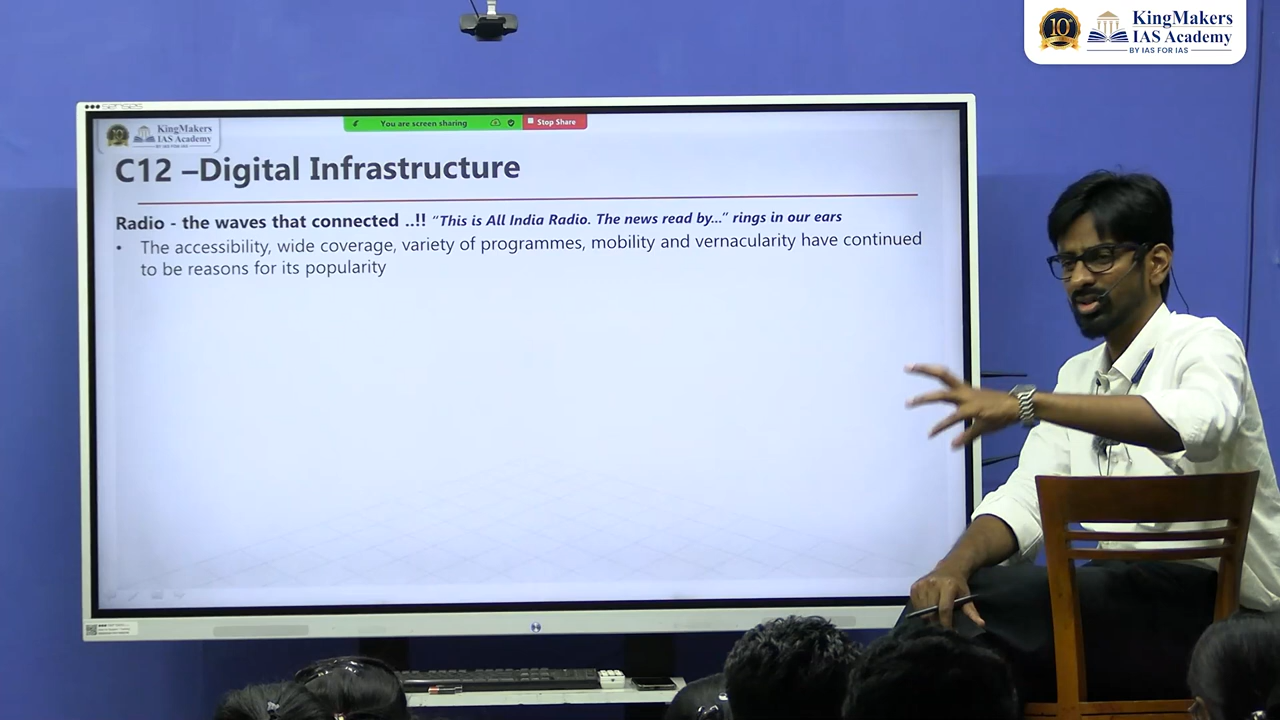 10
KingMakers
IAS Academy
BY IAS FOR IAS
KingMakers
IAS Academy
You are screen sharing
Stop Share
C12 –Digital Infrastructure
Radio - the waves that connected ..!! "This is All India Radio. The news read by..." rings in our ears
• The accessibility, wide coverage, variety of programmes, mobility and vernacularity have continued
to be reasons for its popularity